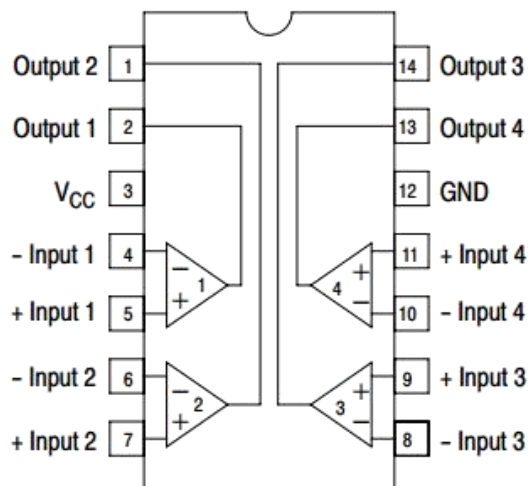 Output 2 1 14 Output 3
Output 1 2 13 Output 4
VCC 3 12 GND
- Input 1 4 - + 11 + Input 4
1 4
+ Input 1 5 + - 10 - Input 4
- Input 2 6 - + 9 + Input 3
2 3
+ Input 2 7 + - 8 - Input 3